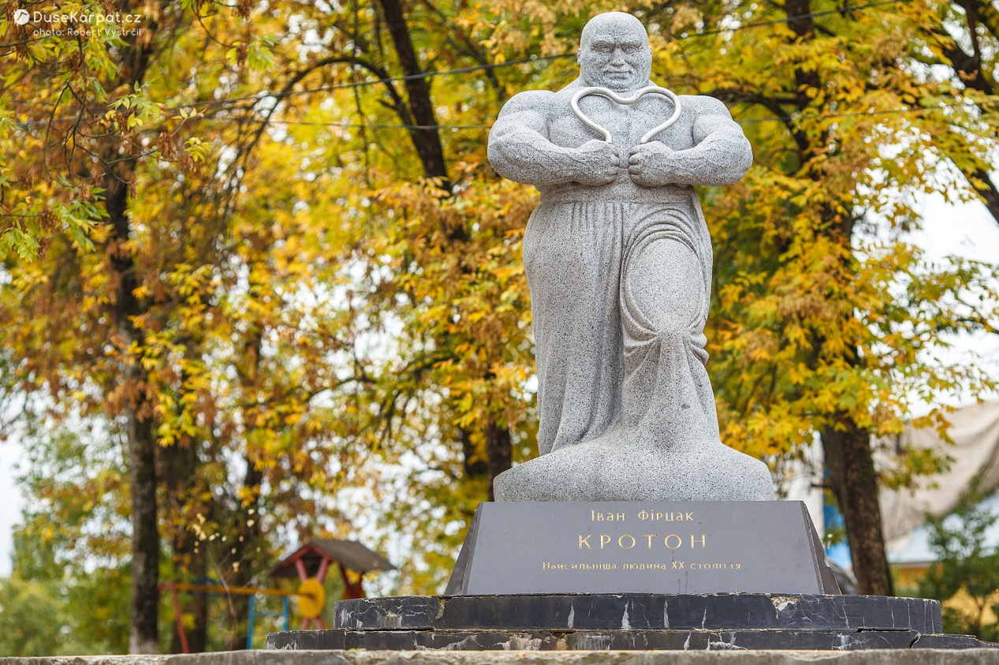 DuseKarpat.cz
photo: Robert Vystrčil
Іван Фірцак
КРОТОН
Найсильніша людина XX століття